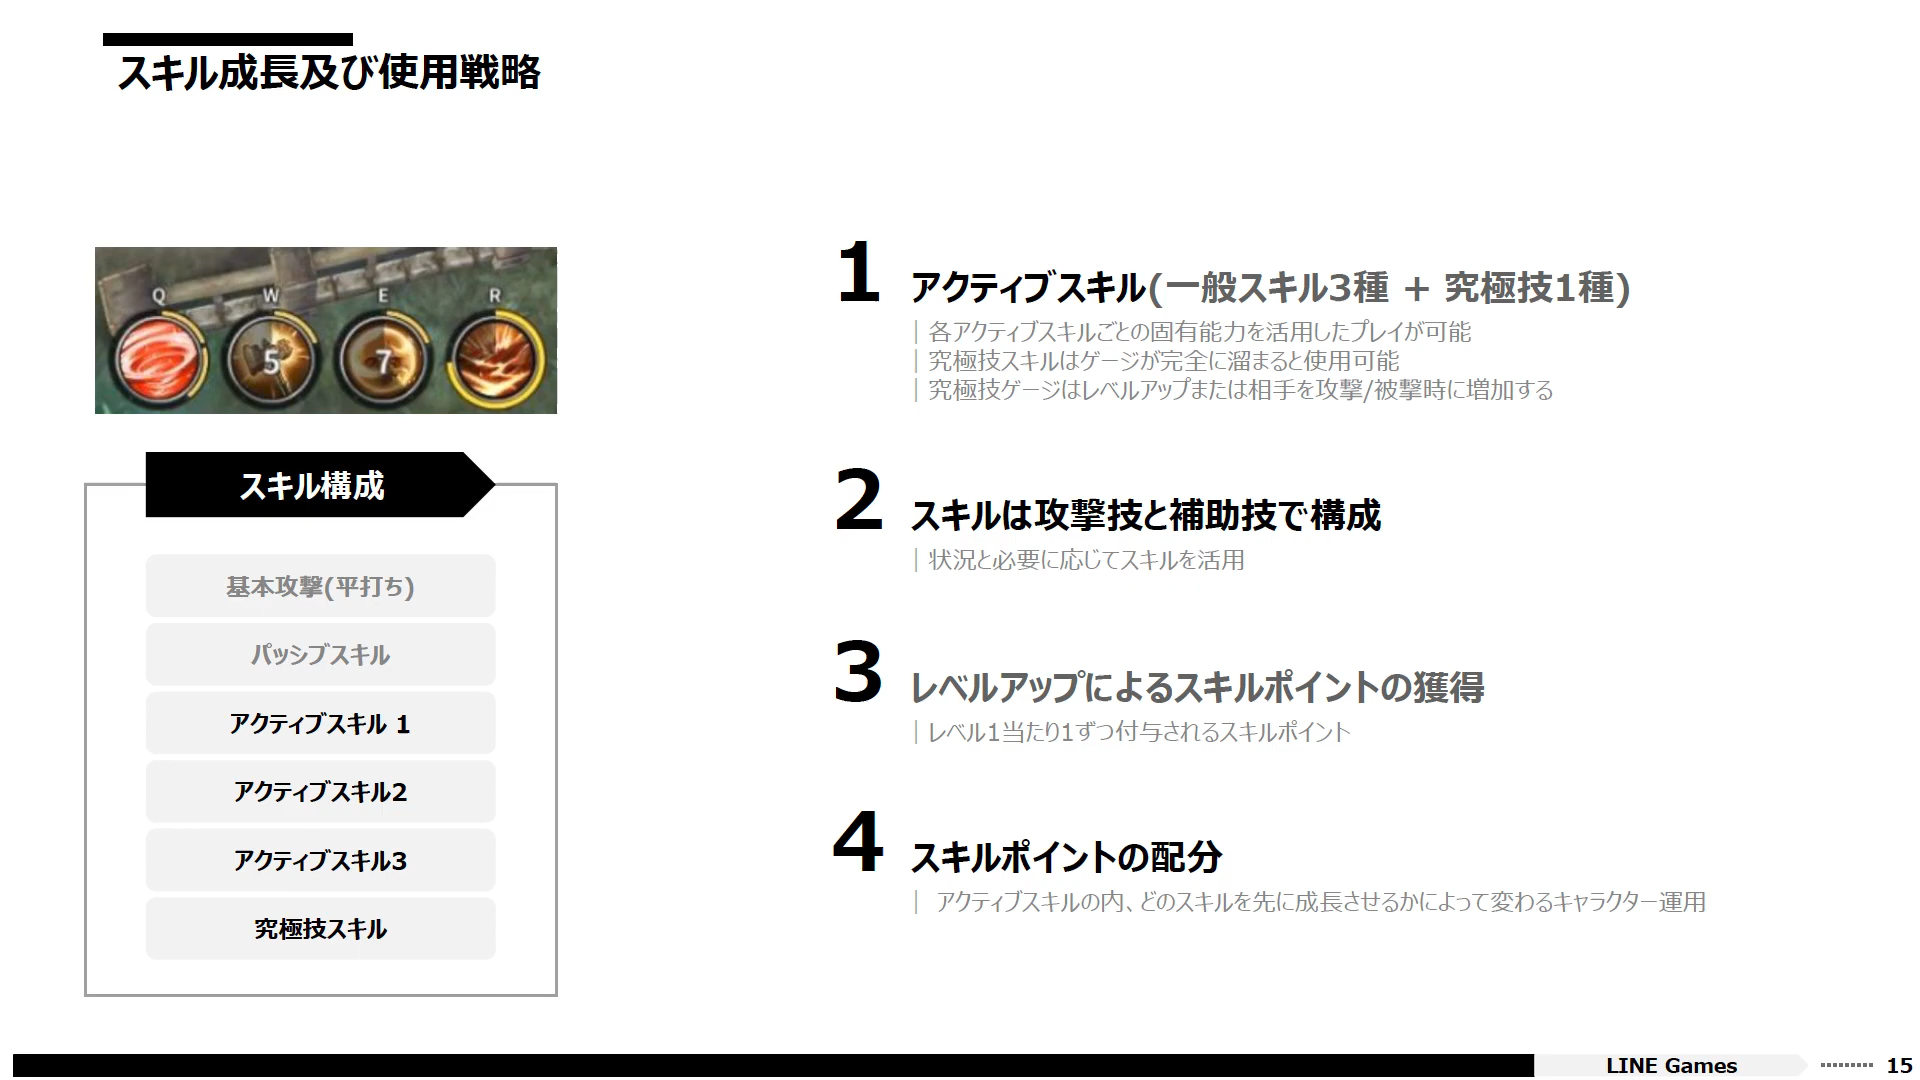 スキル成長及び使用戦略
Q W E R
5 7
スキル構成
基本攻撃(平打ち)
パッシブスキル
アクティブスキル 1
アクティブスキル2
アクティブスキル3
究極技スキル
1 アクティブスキル(一般スキル3種 + 究極技1種)
| 各アクティブスキルごとの固有能力を活用したプレイが可能
| 究極技スキルはゲージが完全に溜まると使用可能
| 究極技ゲージはレベルアップまたは相手を攻撃/被撃時に増加する
2 スキルは攻撃技と補助技で構成
| 状況と必要に応じてスキルを活用
3 レベルアップによるスキルポイントの獲得
| レベル1当たり1ずつ付与されるスキルポイント
4 スキルポイントの配分
| アクティブスキルの内、どのスキルを先に成長させるかによって変わるキャラクター運用
LINE Games 15